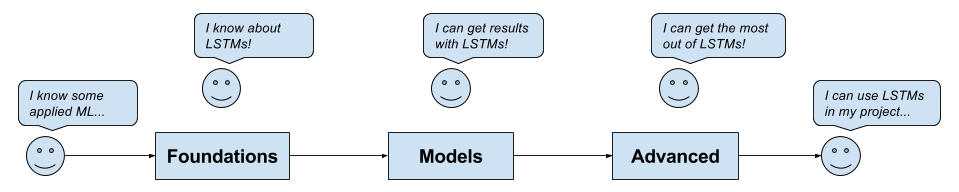 I know about
LSTMs!
I can get results
with LSTMs!
I can get the most
out of LSTMs!
I know some
applied ML...
I can use LSTMs
in my project...
Foundations
Models
Advanced